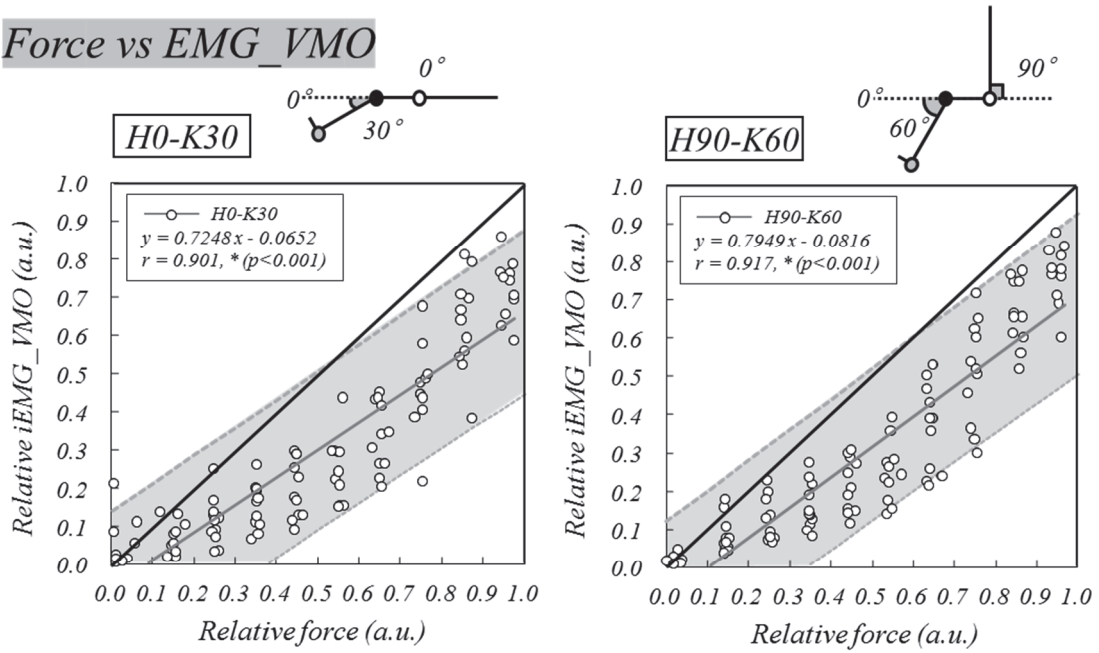 Force vs EMG_VMO
0°
0°
30°
H0-K30
90°
0°
60°
H90-K60
Relative iEMG_VMO (a.u.)
1.0
0.9
0.8
0.7
0.6
0.5
0.4
0.3
0.2
0.1
0.0
H0-K30
y = 0.7248x - 0.0652
r = 0.901, * (p<0.001)
0.0 0.1 0.2 0.3 0.4 0.5 0.6 0.7 0.8 0.9 1.0
Relative force (a.u.)
Relative iEMG_VMO (a.u.)
1.0
0.9
0.8
0.7
0.6
0.5
0.4
0.3
0.2
0.1
0.0
H90-K60
y = 0.7949x - 0.0816
r = 0.917, * (p<0.001)
0.0 0.1 0.2 0.3 0.4 0.5 0.6 0.7 0.8 0.9 1.0
Relative force (a.u.)